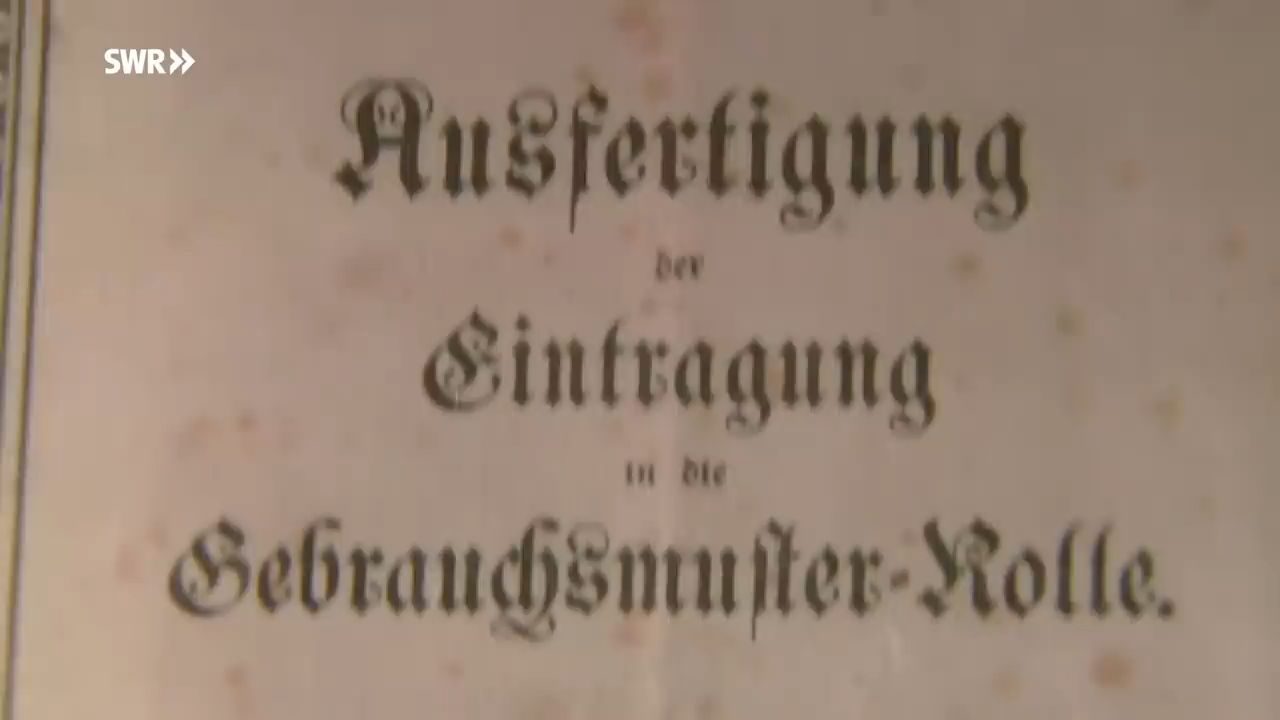 SWR
Ausfertigung
der
Eintragung
in die
Gebrauchsmuster-Rolle.